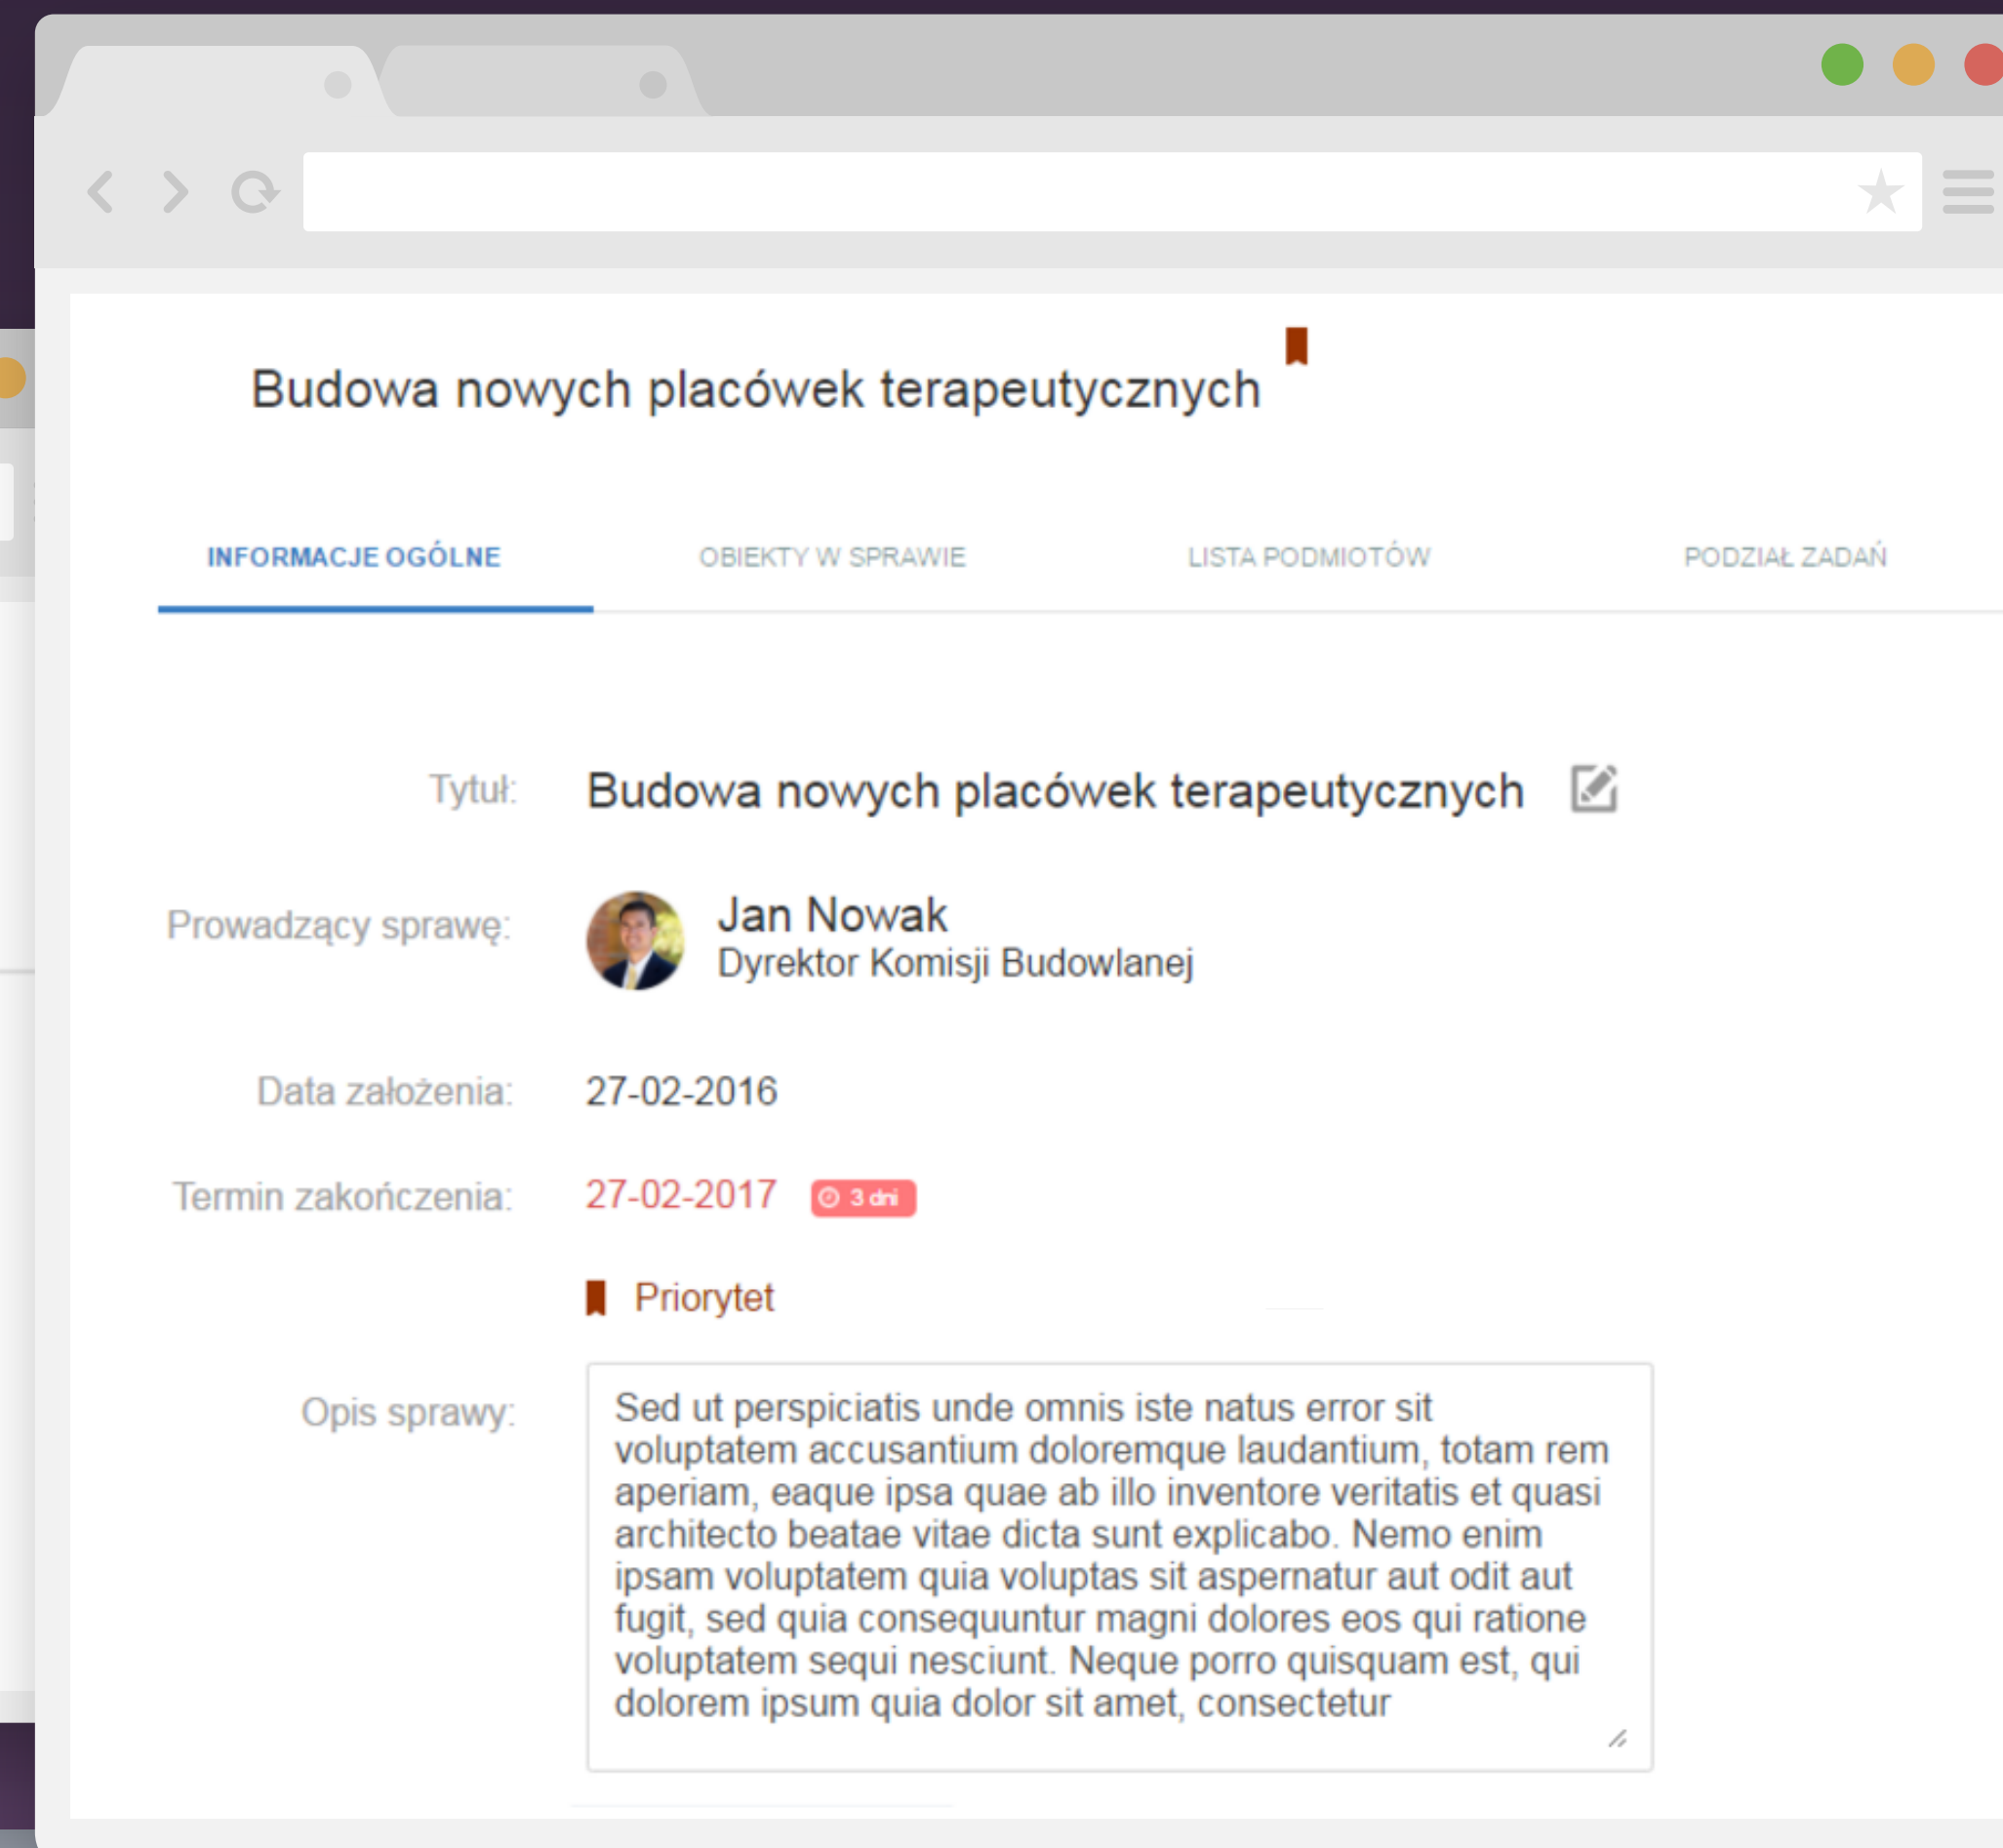 Budowa nowych placówek terapeutycznych
INFORMACJE OGÓLNE OBIEKTY W SPRAWIE LISTA PODMIOTÓW PODZIAŁ ZADAŃ
Tytuł: Budowa nowych placówek terapeutycznych
Prowadzący sprawę: Jan Nowak
Dyrektor Komisji Budowlanej
Data założenia: 27-02-2016
Termin zakończenia: 27-02-2017 3 dni
Priorytet
Opis sprawy: Sed ut perspiciatis unde omnis iste natus error sit
voluptatem accusantium doloremque laudantium, totam rem
aperiam, eaque ipsa quae ab illo inventore veritatis et quasi
architecto beatae vitae dicta sunt explicabo. Nemo enim
ipsam voluptatem quia voluptas sit aspernatur aut odit aut
fugit, sed quia consequuntur magni dolores eos qui ratione
voluptatem sequi nesciunt. Neque porro quisquam est, qui
dolorem ipsum quia dolor sit amet, consectetur